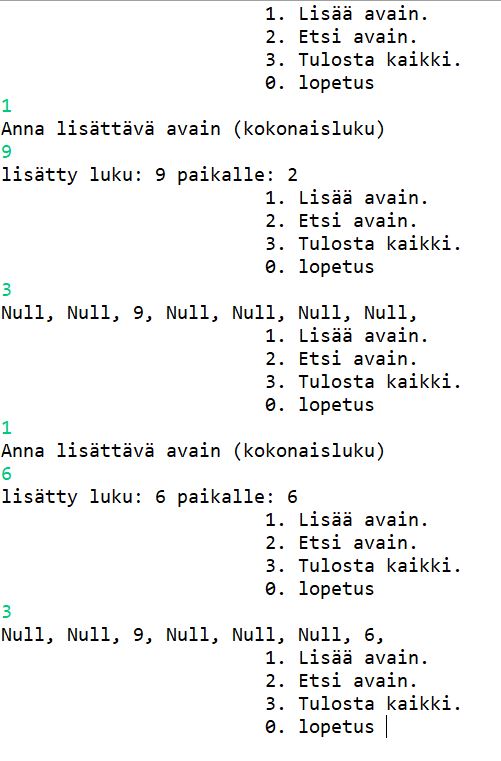 1. Lisää avain.
2. Etsi avain.
3. Tulosta kaikki.
0. lopetus
1
Anna lisättävä avain (kokonaisluku)
9
lisätty luku: 9 paikalle: 2
1. Lisää avain.
2. Etsi avain.
3. Tulosta kaikki.
0. lopetus
3
Null, Null, 9, Null, Null, Null, Null,
1. Lisää avain.
2. Etsi avain.
3. Tulosta kaikki.
0. lopetus
1
Anna lisättävä avain (kokonaisluku)
6
lisätty luku: 6 paikalle: 6
1. Lisää avain.
2. Etsi avain.
3. Tulosta kaikki.
0. lopetus
3
Null, Null, 9, Null, Null, Null, 6,
1. Lisää avain.
2. Etsi avain.
3. Tulosta kaikki.
0. lopetus